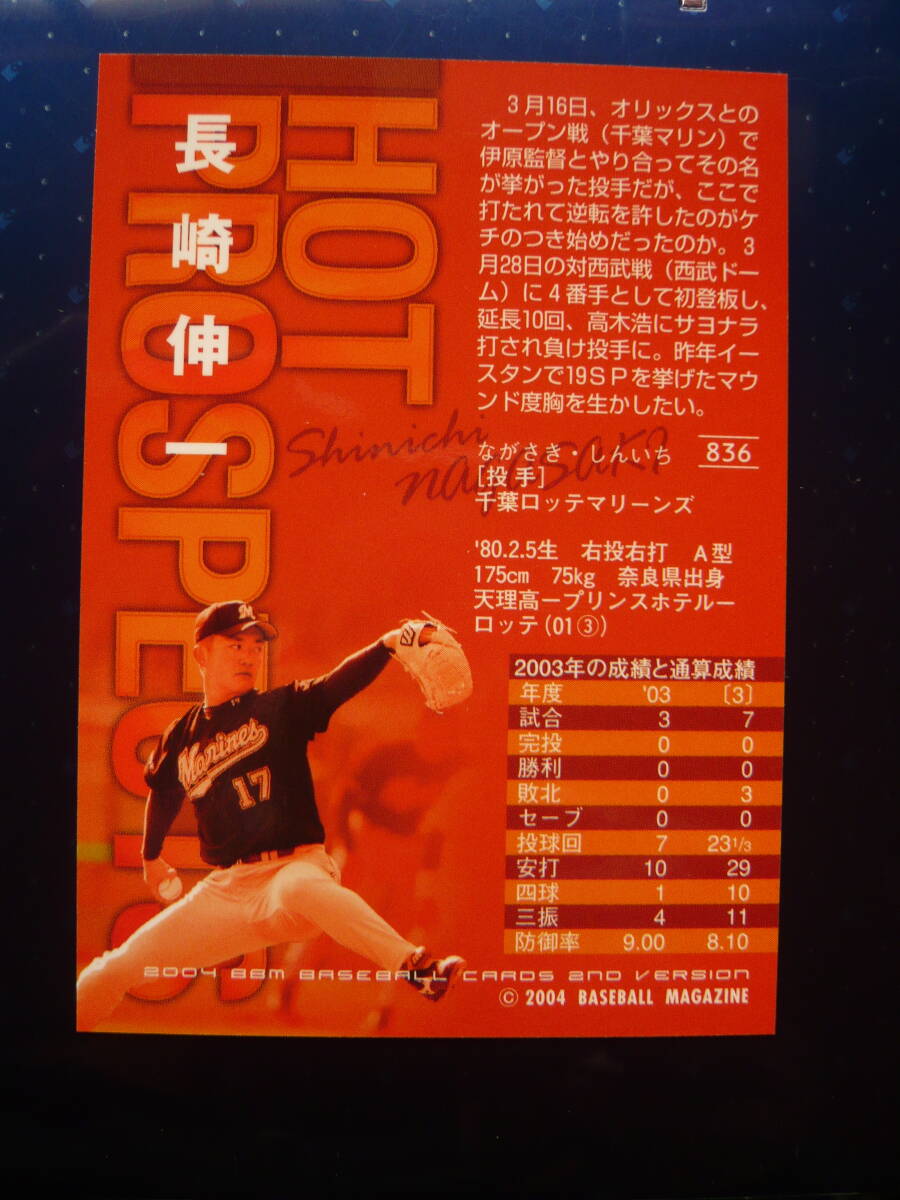 HOT
PROSPECTS
長崎伸一
3月16日、オリックスとの
オープン戦（千葉マリン）で
伊原監督とやり合ってその名
が挙がった投手だが、ここで
打たれて逆転を許したのがケ
チのつき始めだったのか。3
月28日の対西武戦（西武ドー
ム）に4番手として初登板し、
延長10回、高木浩にサヨナラ
打され負け投手に。昨年イー
スタンで19SPを挙げたマウ
ンド度胸を生かしたい。
Shinichi
nagasaki
836
ながさき・しんいち
[投手]
千葉ロッテマリーンズ
'80.2.5生 右投右打 A型
175cm 75kg 奈良県出身
天理高ープリンスホテルー
ロッテ(01③)
2003年の成績と通算成績
年度 '03 〔3〕
試合 3 7
完投 0 0
勝利 0 0
敗北 0 3
セーブ 0 0
投球回 7 23 1/3
安打 10 29
四球 1 10
三振 4 11
防御率 9.00 8.10
M
Marines
17
2004 BBM BASEBALL CARDS 2ND VERSION
© 2004 BASEBALL MAGAZINE